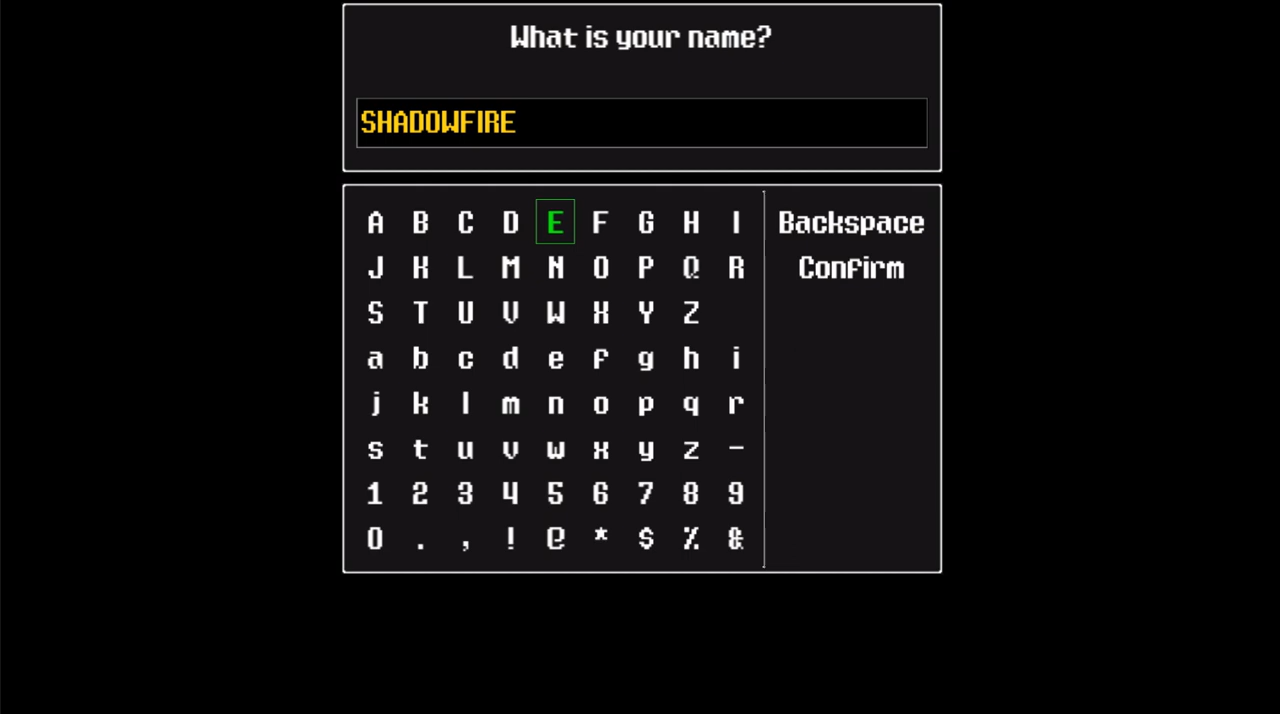 What is your name?
SHADOWFIRE
A B C D E F G H I Backspace
J K L M N O P Q R Confirm
S T U V W X Y Z
a b c d e f g h i
j k l m n o p q r
s t u v w x y z -
1 2 3 4 5 6 7 8 9
0 . , ! @ * $ % &